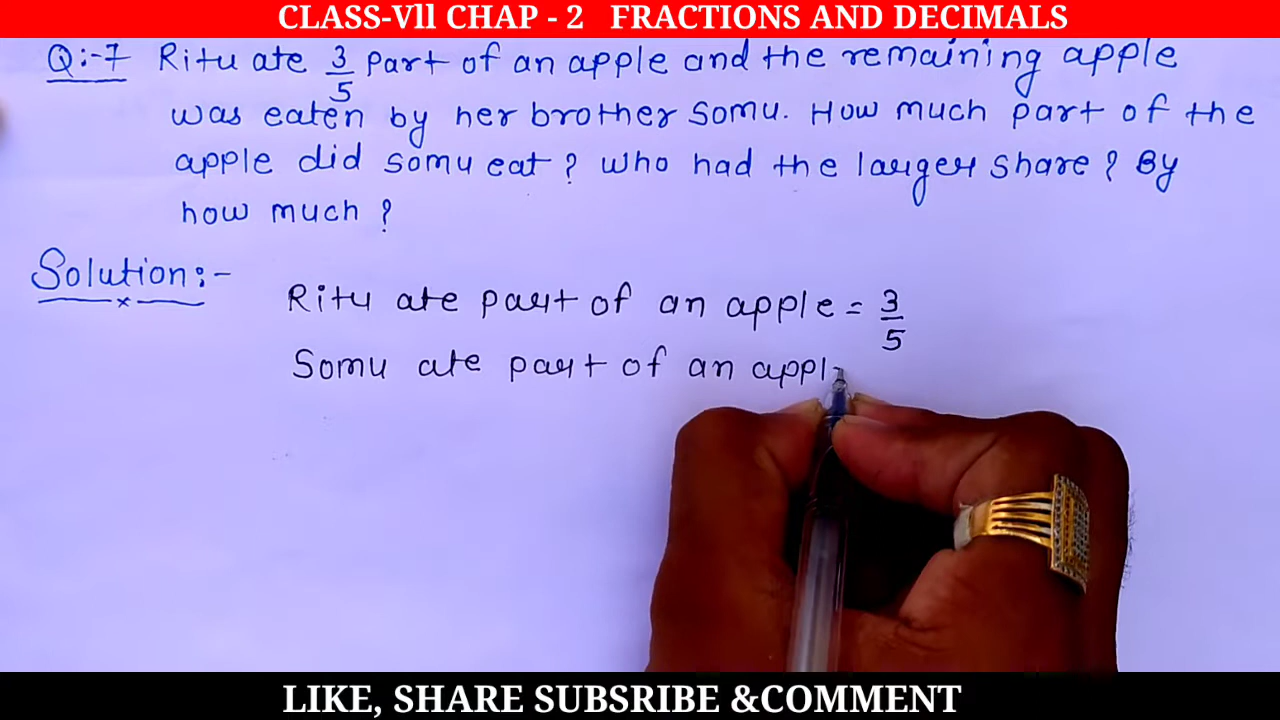 CLASS-Vll CHAP - 2 FRACTIONS AND DECIMALS
Q:-7 Ritu ate 3/5 part of an apple and the remaining apple
was eaten by her brother Somu. How much part of the
apple did somu eat? Who had the larger share? By
how much?
Solution:-
Ritu ate part of an apple = 3/5
Somu ate part of an appl
LIKE, SHARE SUBSRIBE &COMMENT